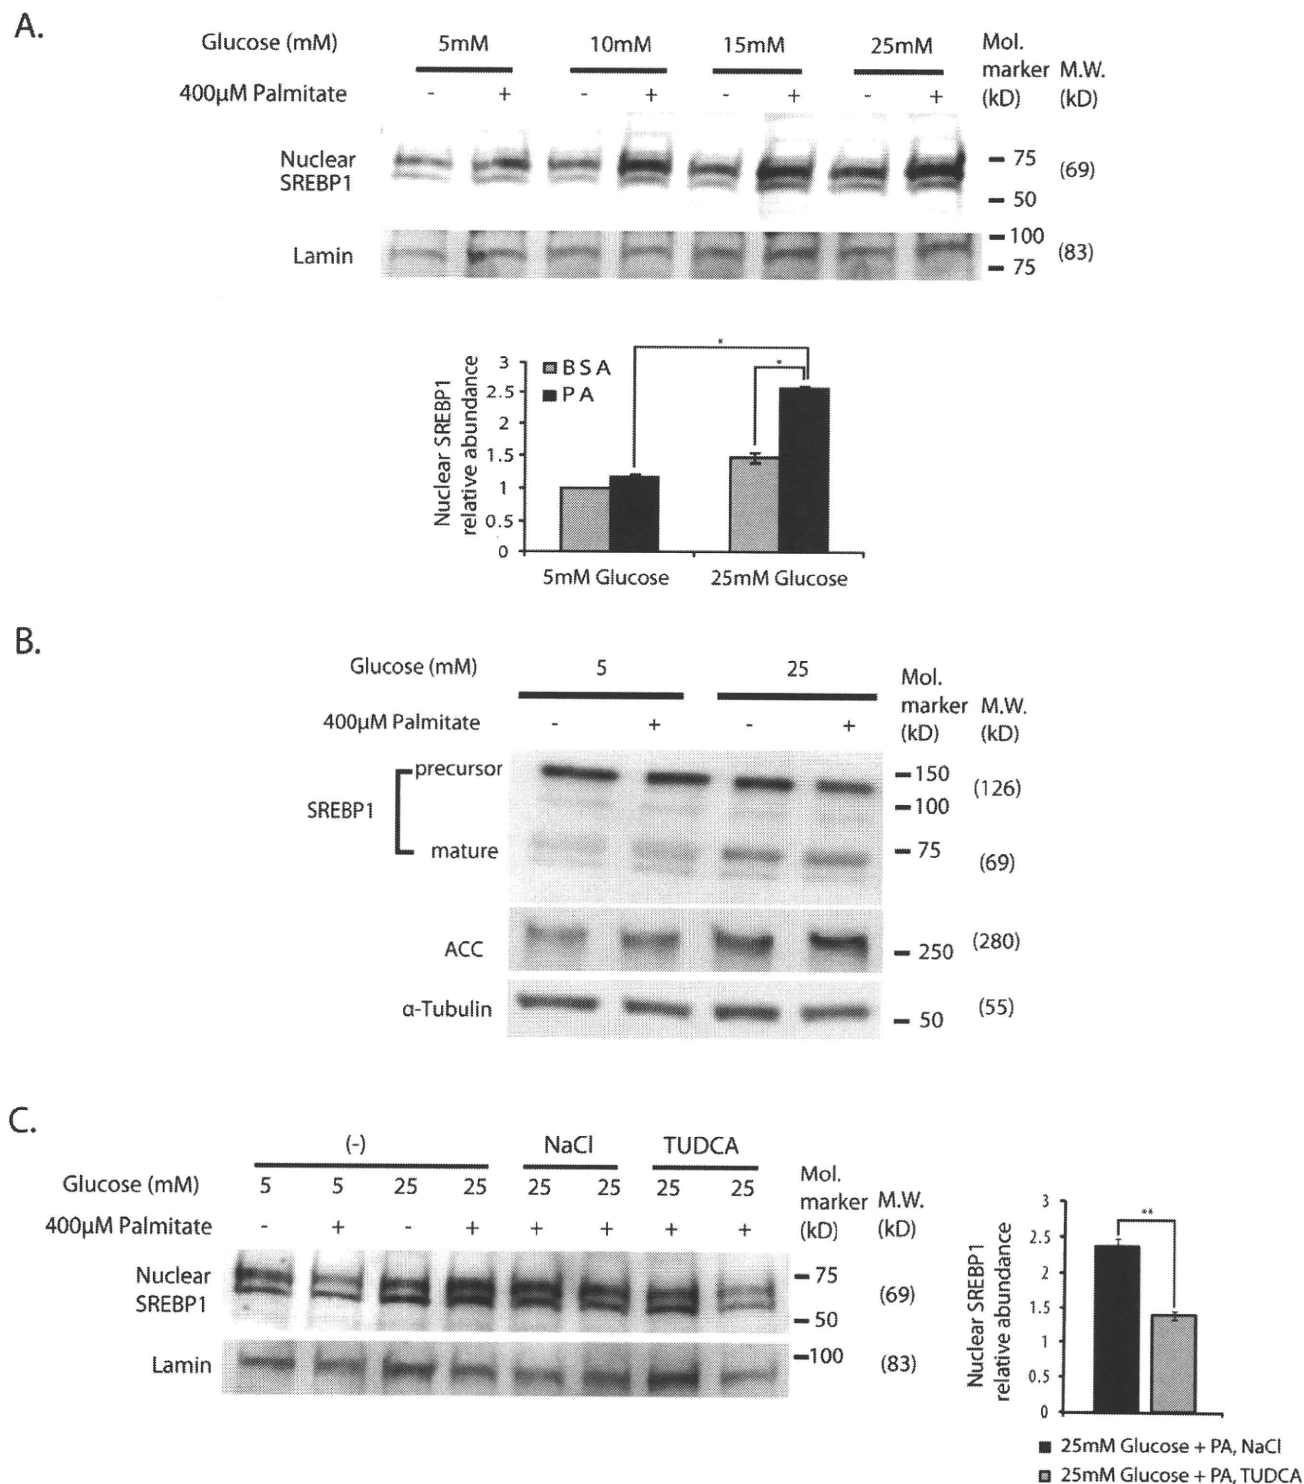 A.
Glucose (mM) 5mM 10mM 15mM 25mM Mol. marker (kD) M.W. (kD)
400µM Palmitate - + - + - + - +
Nuclear SREBP1 75 (69)
50
Lamin 100 (83)
75
Nuclear SREBP1 relative abundance
3
2.5
2
1.5
1
0.5
0
BSA
PA
*
*
5mM Glucose 25mM Glucose
B.
Glucose (mM) 5 25 Mol. marker (kD) M.W. (kD)
400µM Palmitate - + - +
SREBP1
precursor 150 (126)
100
mature 75 (69)
ACC 250 (280)
α-Tubulin 50 (55)
C.
(-) NaCl TUDCA
Glucose (mM) 5 5 25 25 25 25 25 25 Mol. marker (kD) M.W. (kD)
400µM Palmitate - + - + + + + +
Nuclear SREBP1 75 (69)
50
Lamin 100 (83)
Nuclear SREBP1 relative abundance
3
2.5
2
1.5
1
0.5
0
**
25mM Glucose + PA, NaCl
25mM Glucose + PA, TUDCA